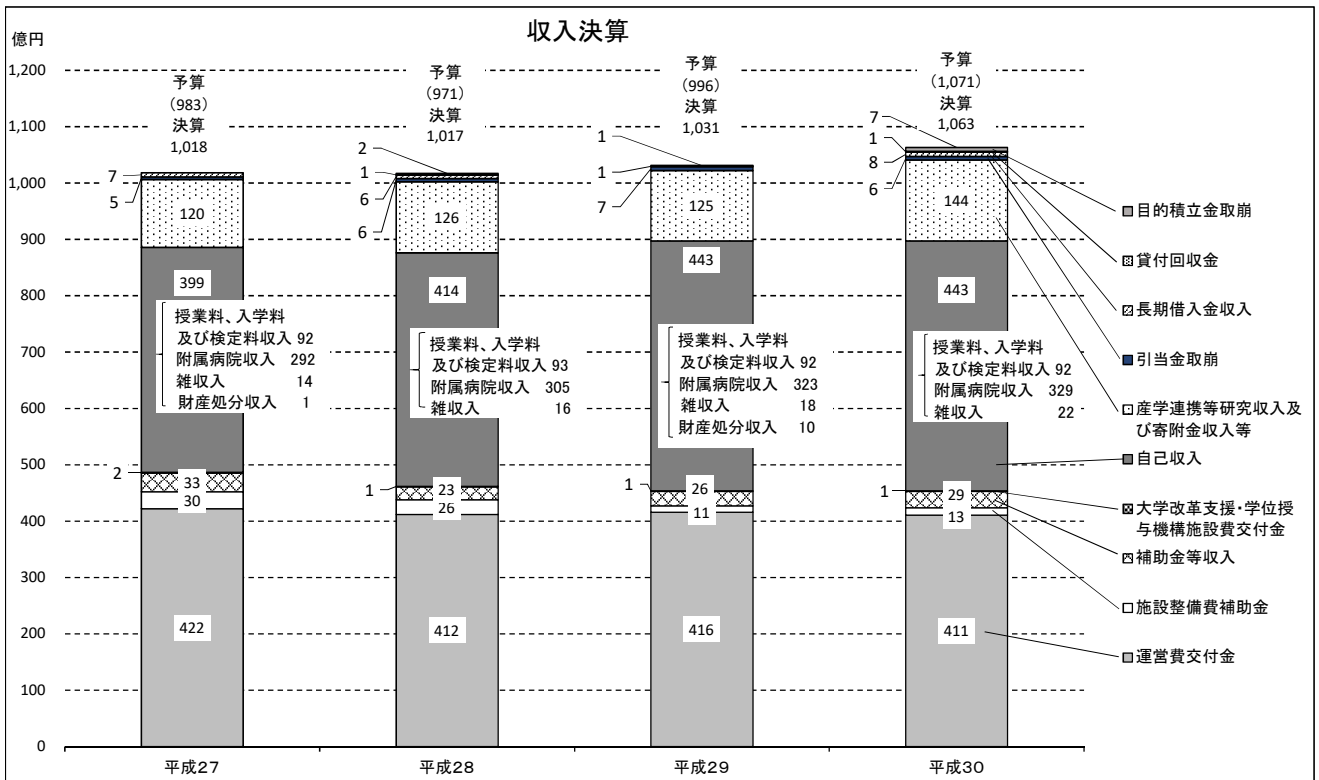 収入決算
億円
1,200
1,100
1,000
900
800
700
600
500
400
300
200
100
0
予算
(983)
決算
1,018
7
5
120
399
授業料、入学料
及び検定料収入 92
附属病院収入 292
雑収入 14
財産処分収入 1
2
33
30
422
平成27
予算
(971)
決算
1,017
2
1
6
6
126
414
授業料、入学料
及び検定料収入 93
附属病院収入 305
雑収入 16
1
23
26
412
平成28
予算
(996)
決算
1,031
1
1
7
125
443
授業料、入学料
及び検定料収入 92
附属病院収入 323
雑収入 18
財産処分収入 10
1
26
11
416
平成29
予算
(1,071)
決算
1,063
7
1
8
6
144
443
授業料、入学料
及び検定料収入 92
附属病院収入 329
雑収入 22
1
29
13
411
平成30
目的積立金取崩
貸付回収金
長期借入金収入
引当金取崩
産学連携等研究収入及
び寄附金収入等
自己収入
大学改革支援・学位授
与機構施設費交付金
補助金等収入
施設整備費補助金
運営費交付金